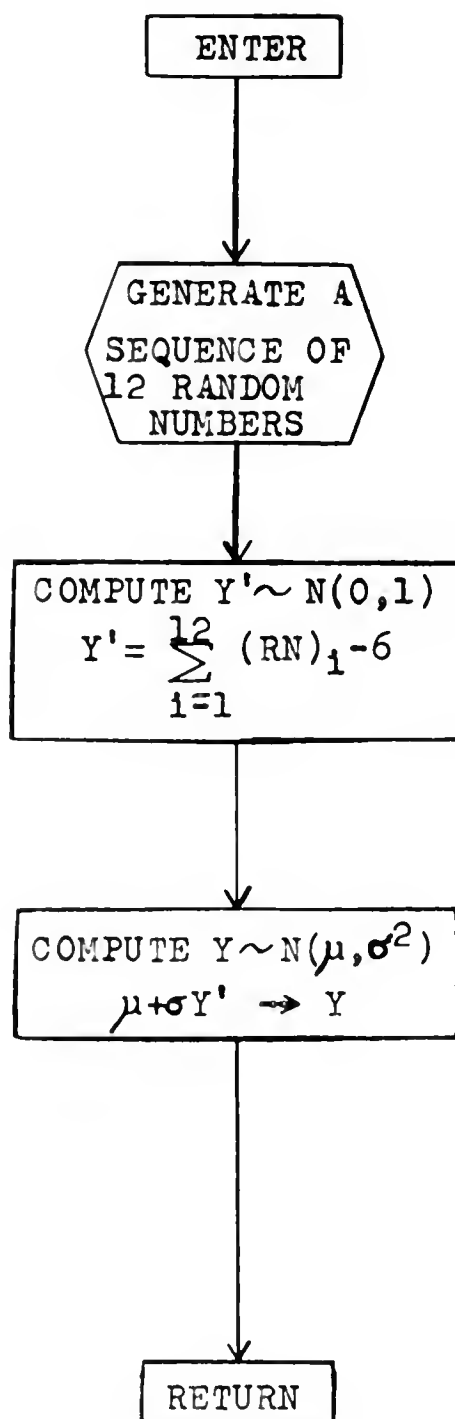 ENTER
GENERATE A
SEQUENCE OF
12 RANDOM
NUMBERS
COMPUTE Y'~ N(0,1)
12
Y'= ∑ (RN)i-6
i=1
COMPUTE Y~N(μ,σ²)
μ+σY' → Y
RETURN